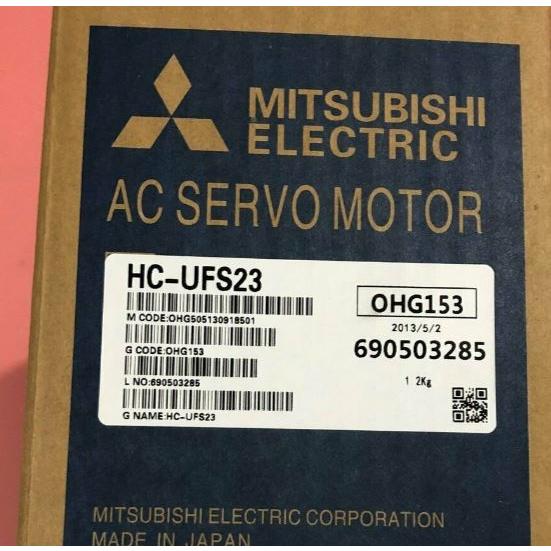 MITSUBISHI
ELECTRIC
AC SERVO MOTOR
HC-UFS23
OHG153
M CODE:OHG505130918501
2013/5/2
G CODE:OHG153
690503285
L NO:690503285
1 2Kg
G NAME:HC-UFS23
MITSUBISHI ELECTRIC CORPORATION
MADE IN JAPAN